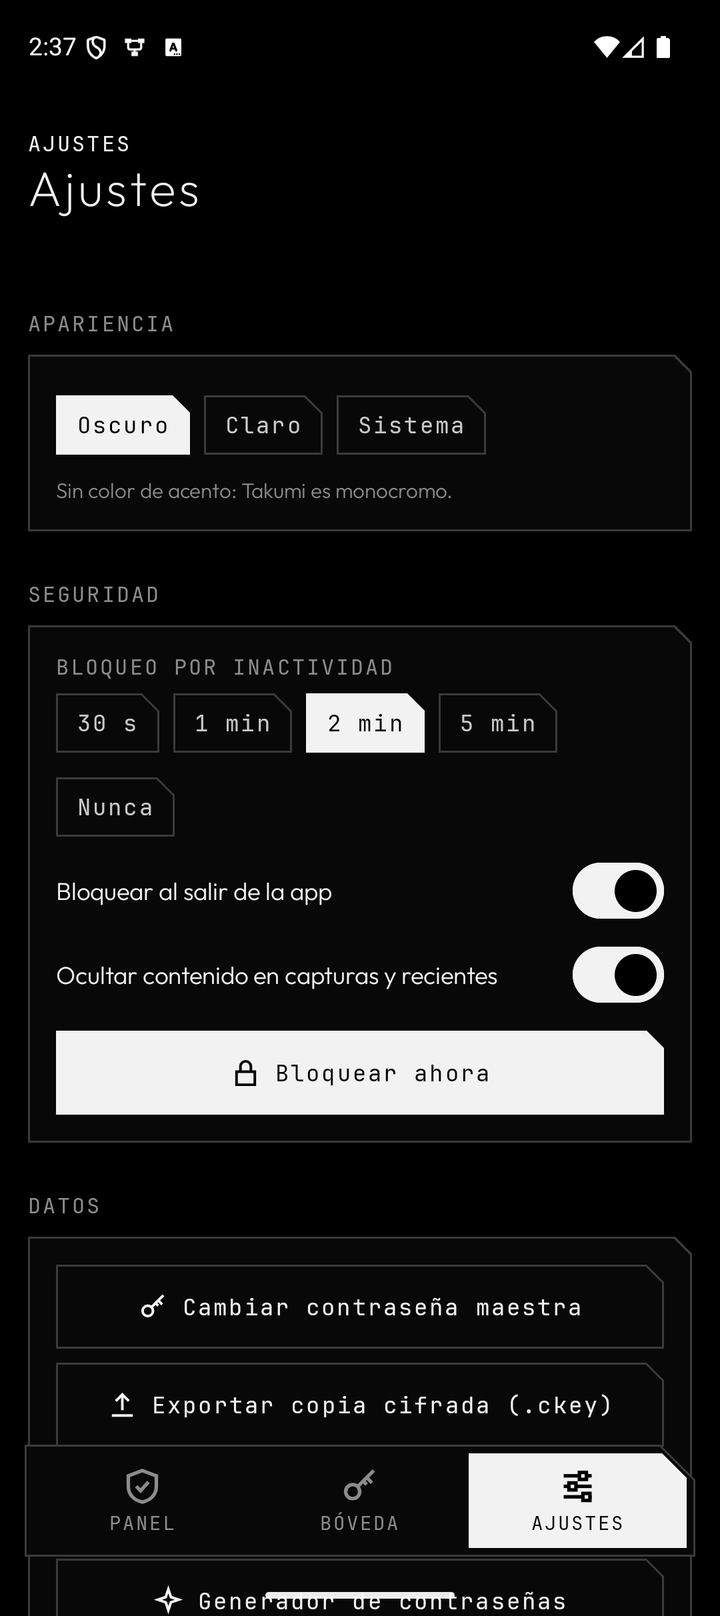 2:37
AJUSTES
Ajustes
APARIENCIA
Oscuro Claro Sistema
Sin color de acento: Takumi es monocromo.
SEGURIDAD
BLOQUEO POR INACTIVIDAD
30 s 1 min 2 min 5 min
Nunca
Bloquear al salir de la app
Ocultar contenido en capturas y recientes
Bloquear ahora
DATOS
Cambiar contraseña maestra
Exportar copia cifrada (.ckey)
PANEL BÓVEDA AJUSTES
Generador de contraseñas